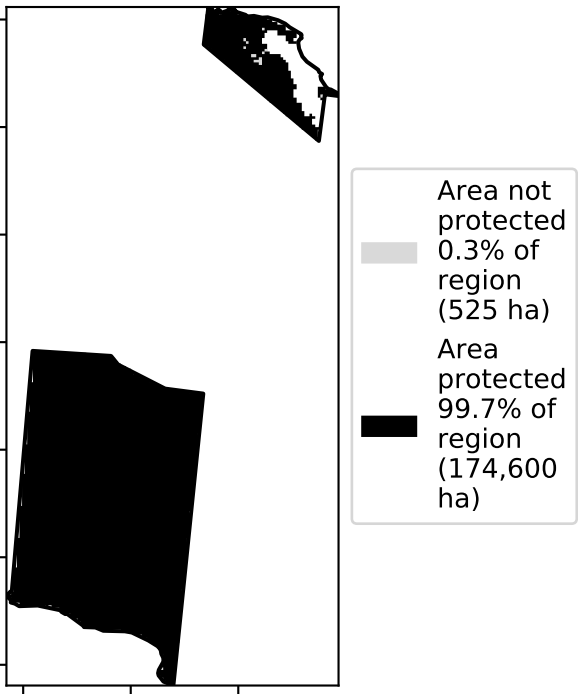 Area not
protected
0.3% of
region
(525 ha)
Area
protected
99.7% of
region
(174,600
ha)